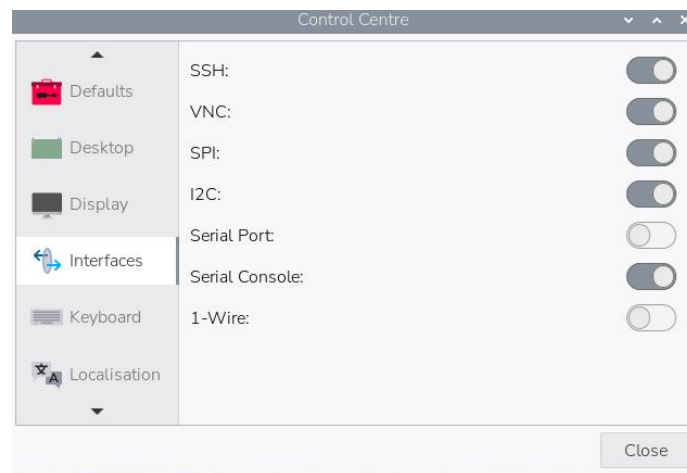 Control Centre
Defaults
Desktop
Display
Interfaces
Keyboard
Localisation
SSH:
VNC:
SPI:
I2C:
Serial Port:
Serial Console:
1-Wire:
Close